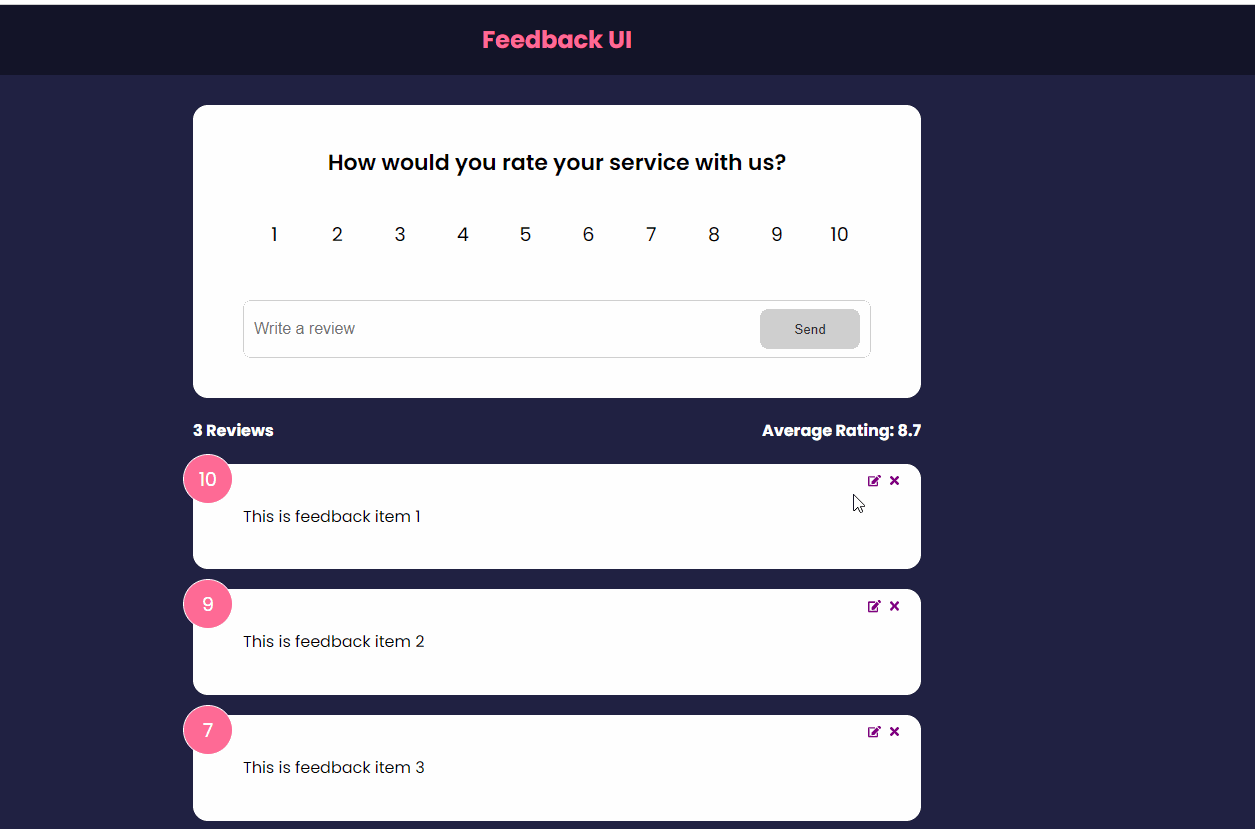 Feedback UI
How would you rate your service with us?
1 2 3 4 5 6 7 8 9 10
Write a review Send
3 Reviews Average Rating: 8.7
10
This is feedback item 1
9
This is feedback item 2
7
This is feedback item 3